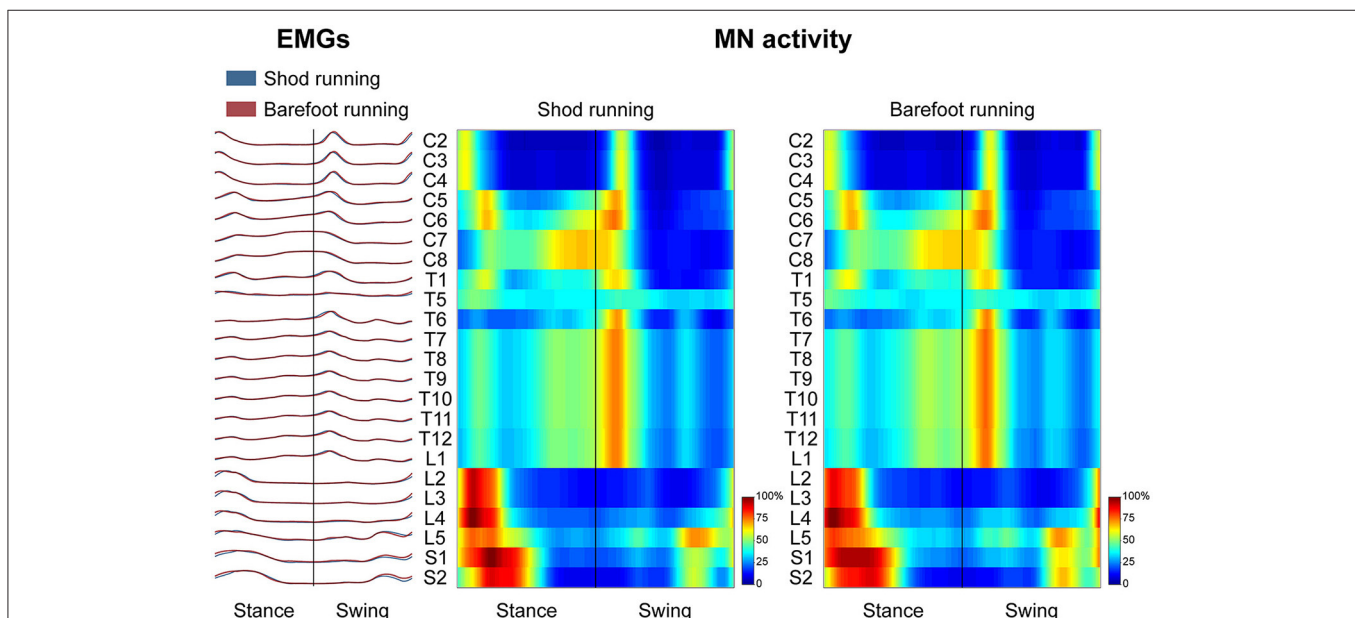 EMGs
MN activity
Shod running
Barefoot running
Shod running
Barefoot running
C2
C3
C4
C5
C6
C7
C8
T1
T5
T6
T7
T8
T9
T10
T11
T12
L1
L2
L3
L4
L5
S1
S2
100%
75
50
25
0
C2
C3
C4
C5
C6
C7
C8
T1
T5
T6
T7
T8
T9
T10
T11
T12
L1
L2
L3
L4
L5
S1
S2
100%
75
50
25
0
Stance Swing
Stance Swing
Stance Swing